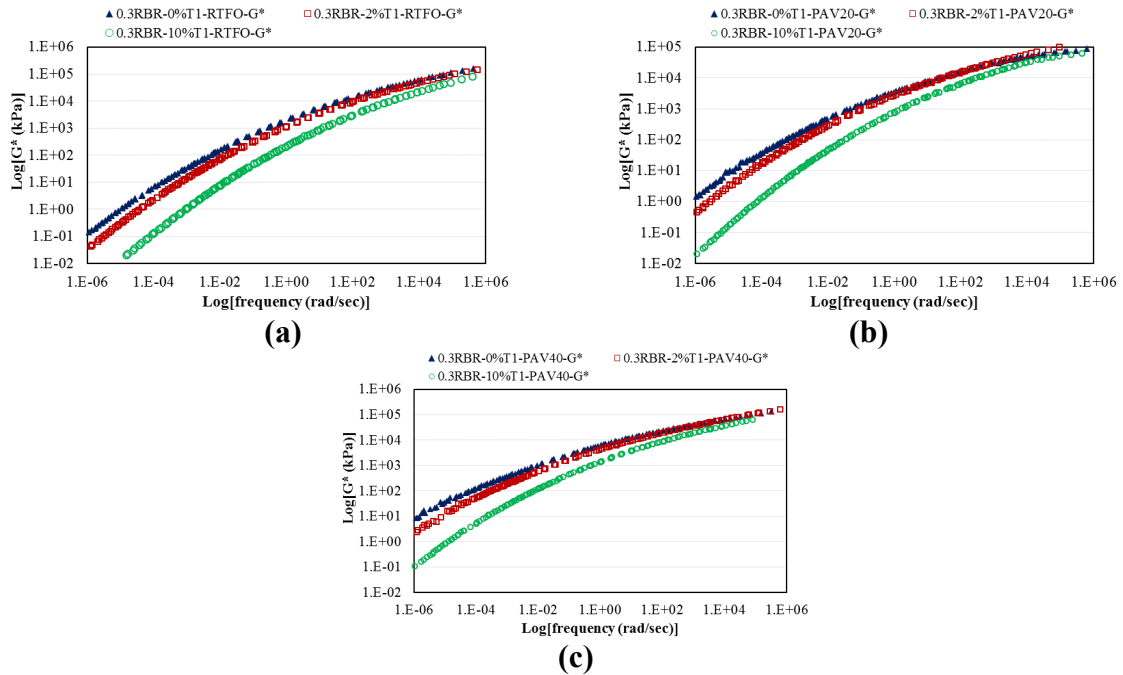 0.3RBR-0%T1-RTFO-G* 0.3RBR-2%T1-RTFO-G*
0.3RBR-10%T1-RTFO-G*
Log[G* (kPa)]
1.E+06
1.E+05
1.E+04
1.E+03
1.E+02
1.E+01
1.E+00
1.E-01
1.E-02
1.E-06 1.E-04 1.E-02 1.E+00 1.E+02 1.E+04 1.E+06
Log[frequency (rad/sec)]
(a)
0.3RBR-0%T1-PAV20-G* 0.3RBR-2%T1-PAV20-G*
0.3RBR-10%T1-PAV20-G*
Log[G* (kPa)]
1.E+05
1.E+04
1.E+03
1.E+02
1.E+01
1.E+00
1.E-01
1.E-02
1.E-06 1.E-04 1.E-02 1.E+00 1.E+02 1.E+04 1.E+06
Log[frequency (rad/sec)]
(b)
0.3RBR-0%T1-PAV40-G* 0.3RBR-2%T1-PAV40-G*
0.3RBR-10%T1-PAV40-G*
Log[G* (kPa)]
1.E+06
1.E+05
1.E+04
1.E+03
1.E+02
1.E+01
1.E+00
1.E-01
1.E-02
1.E-06 1.E-04 1.E-02 1.E+00 1.E+02 1.E+04 1.E+06
Log[frequency (rad/sec)]
(c)